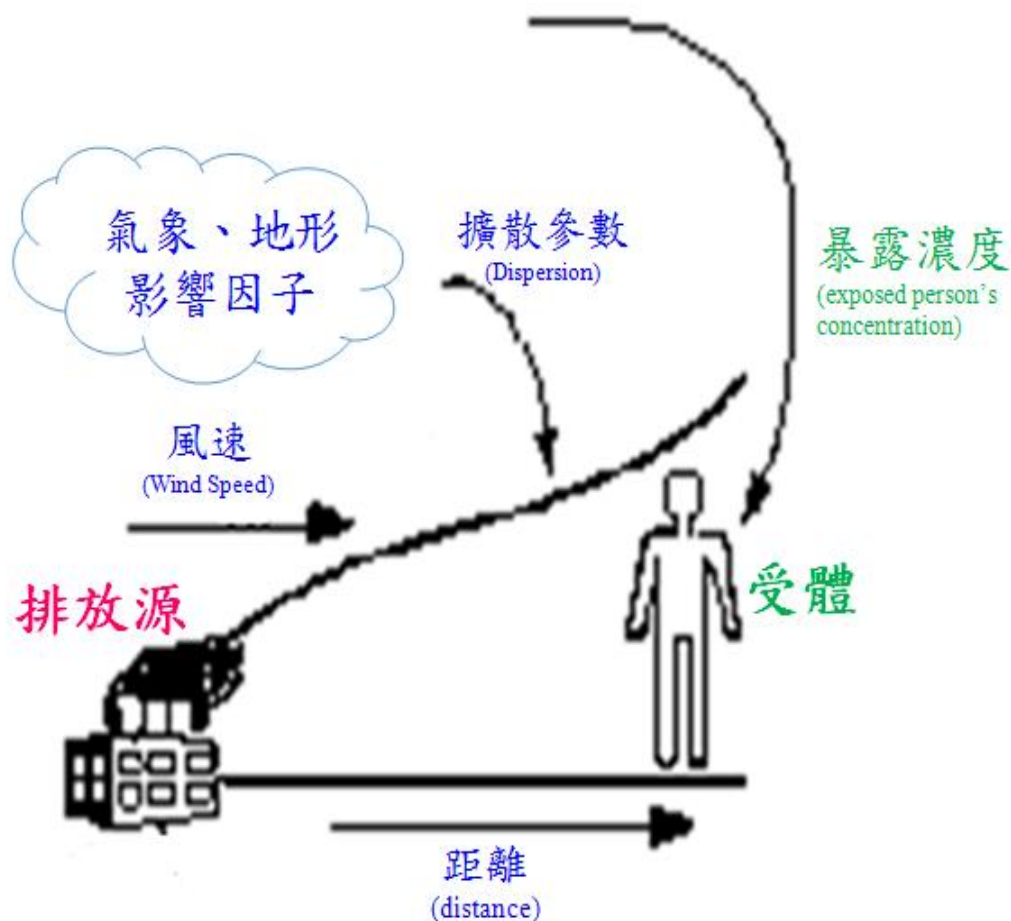 氣象、地形
影響因子
擴散參數
(Dispersion)
暴露濃度
(exposed person's
concentration)
風速
(Wind Speed)
排放源
受體
距離
(distance)